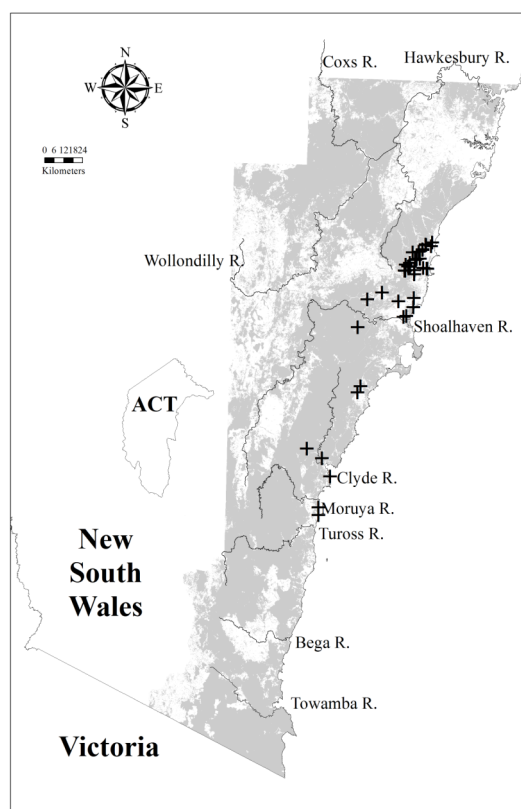 Coxs R.
Hawkesbury R.
N
W E
S
0 6 121824
Kilometers
Wollondilly R.
Shoalhaven R.
ACT
Clyde R.
Moruya R.
Tuross R.
New
South
Wales
Bega R.
Towamba R.
Victoria